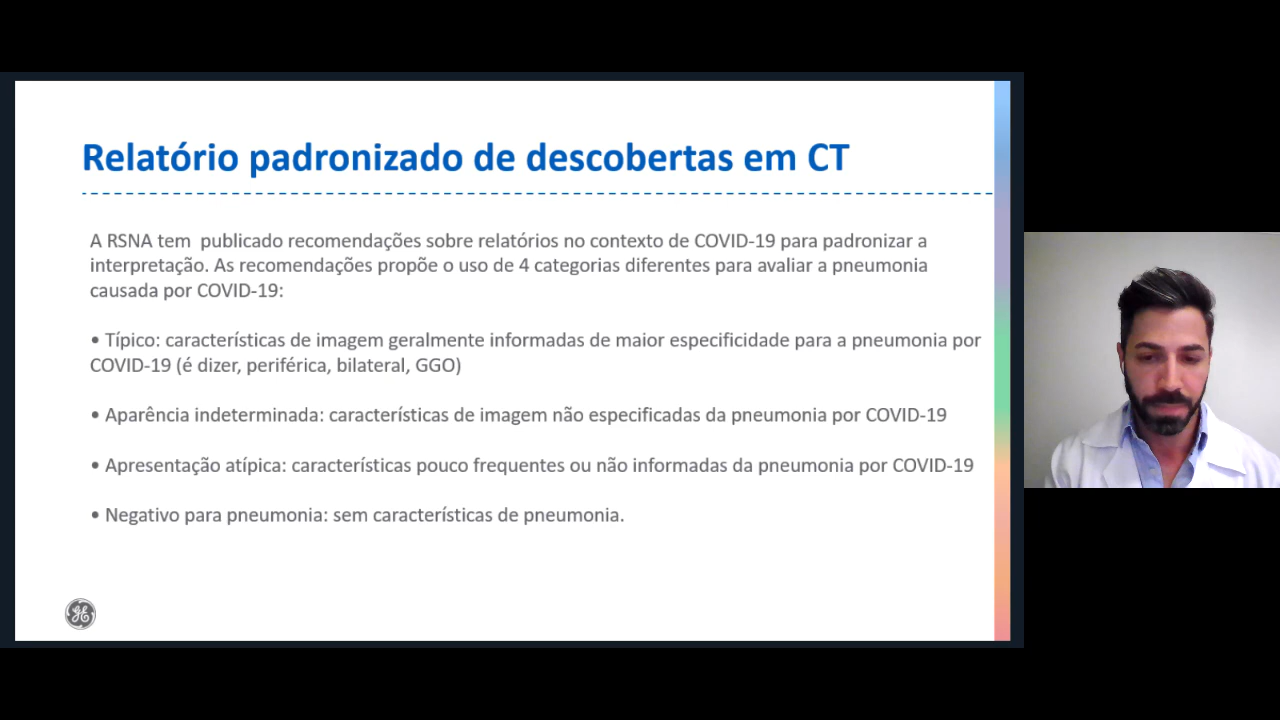 Relatório padronizado de descobertas em CT
A RSNA tem  publicado recomendações sobre relatórios no contexto de COVID-19 para padronizar a
interpretação. As recomendações propõe o uso de 4 categorias diferentes para avaliar a pneumonia
causada por COVID-19:
• Típico: características de imagem geralmente informadas de maior especificidade para a pneumonia por
COVID-19 (é dizer, periférica, bilateral, GGO)
• Aparência indeterminada: características de imagem não especificadas da pneumonia por COVID-19
• Apresentação atípica: características pouco frequentes ou não informadas da pneumonia por COVID-19
• Negativo para pneumonia: sem características de pneumonia.
GE